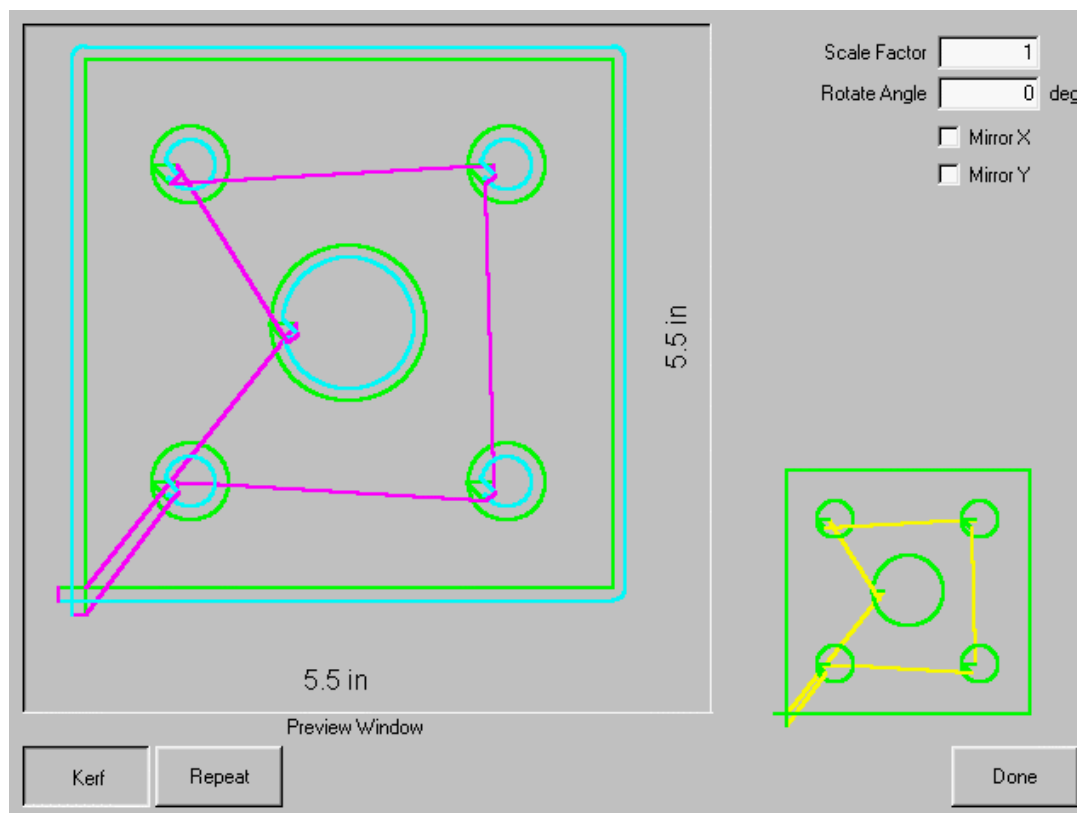 Scale Factor 1
Rotate Angle 0 deg
Mirror X
Mirror Y
5.5 in
5.5 in
Preview Window
Kerf Repeat Done